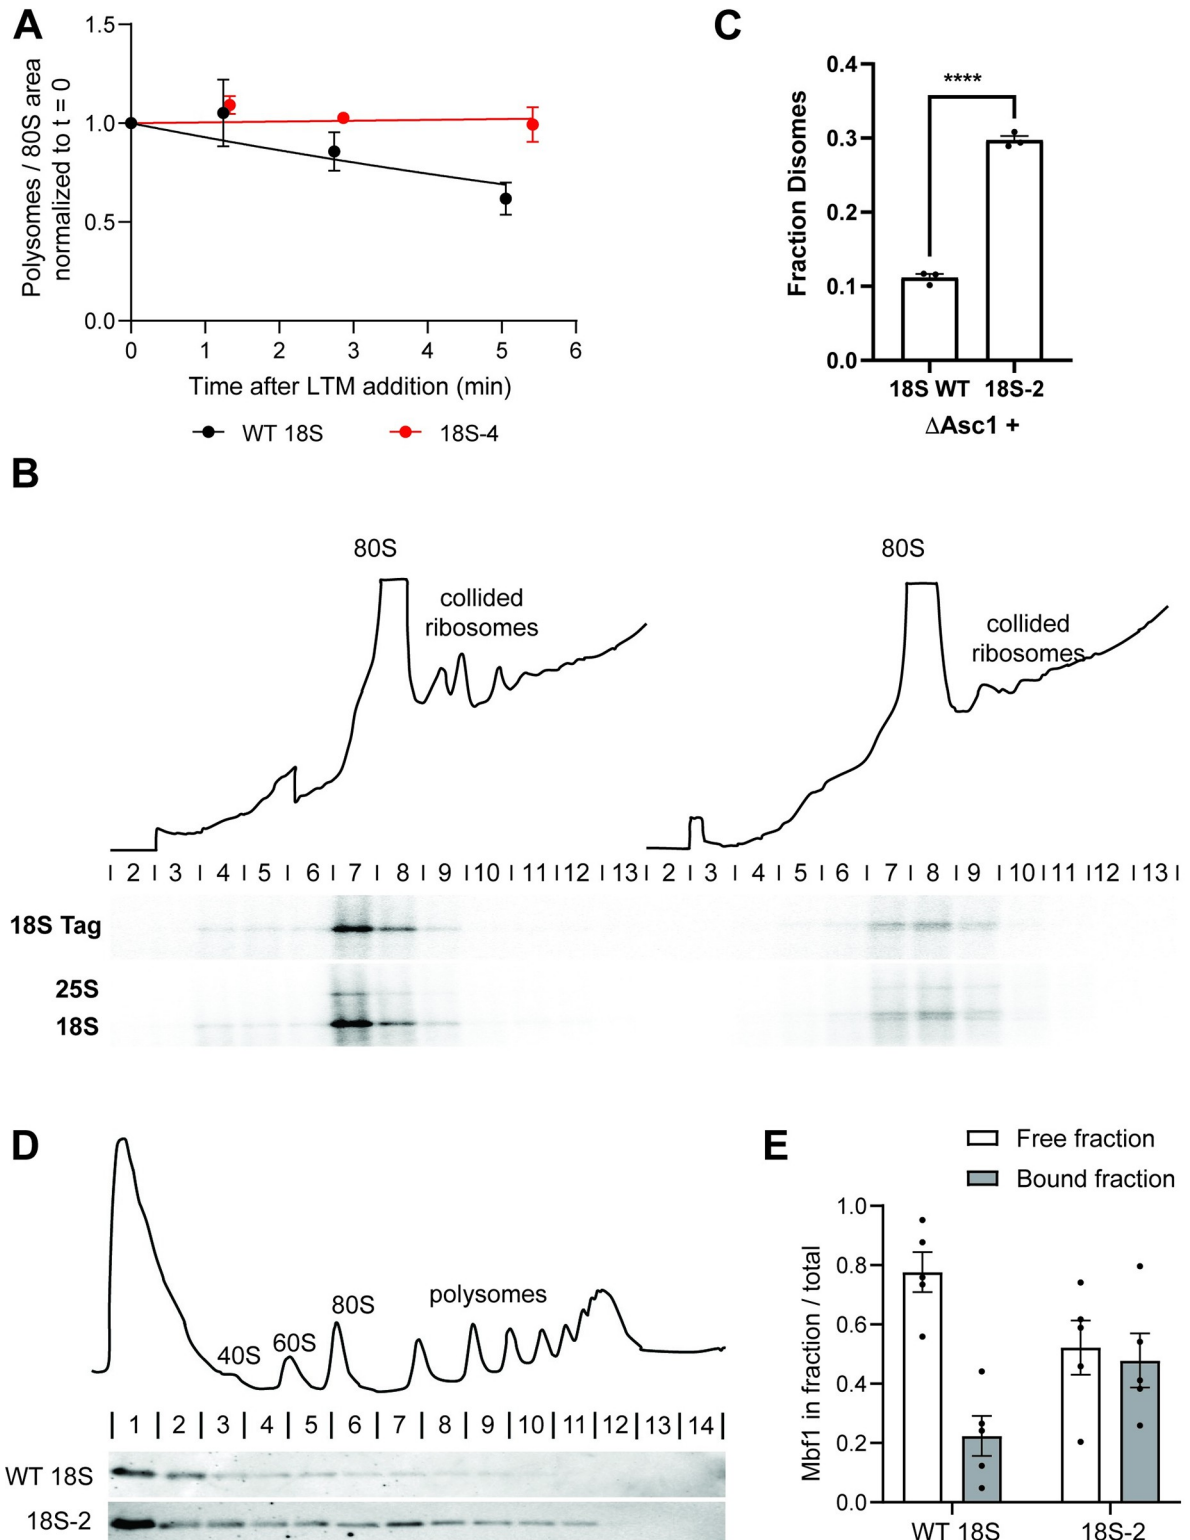 A
Polysomes / 80S area
normalized to t = 0
1.5
1.0
0.5
0.0
0 1 2 3 4 5 6
Time after LTM addition (min)
WT 18S 18S-4
C
Fraction Disomes
0.4
0.3
0.2
0.1
0.0
****
18S WT 18S-2
ΔAsc1 +
B
80S
collided
ribosomes
80S
collided
ribosomes
2 3 4 5 6 7 8 9 10 11 12 13 2 3 4 5 6 7 8 9 10 11 12 13
18S Tag
25S
18S
D
40S
60S
80S
polysomes
1 2 3 4 5 6 7 8 9 10 11 12 13 14
WT 18S
18S-2
E
Free fraction
Bound fraction
Mbf1 in fraction / total
1.0
0.8
0.6
0.4
0.2
0.0
WT 18S 18S-2